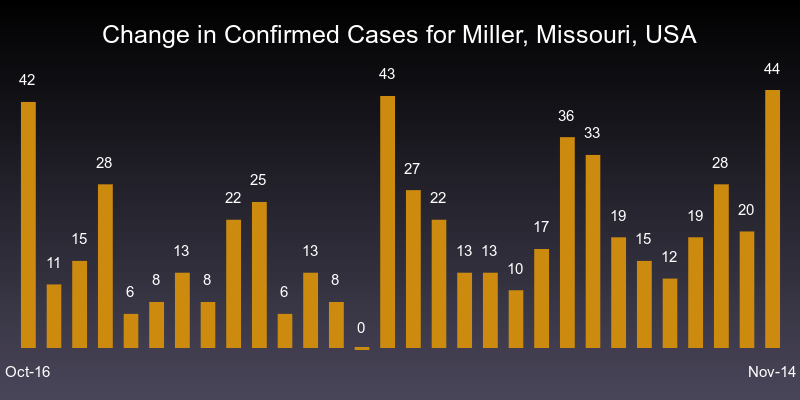 Change in Confirmed Cases for Miller, Missouri, USA
42 11 15 28 6 8 13 8 22 25 6 13 8 0 43 27 22 13 13 10 17 36 33 19 15 12 19 28 20 44
Oct-16 Nov-14